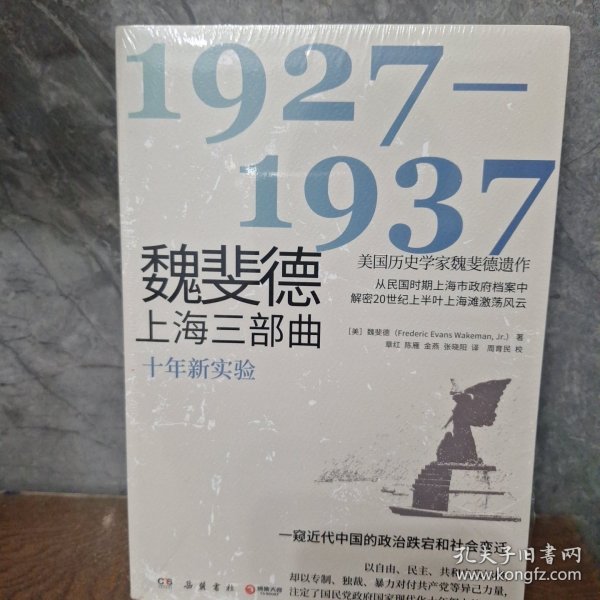 1927—
1937
美国历史学家魏斐德遗作
从民国时期上海市政府档案中
解密20世纪上半叶上海滩激荡风云
魏斐德
上海三部曲
十年新实验
［美］魏斐德（Frederic Evans Wakeman, Jr.） 著
章红 陈雁 金燕 张晓阳 译 周育民 校
一窥近代中国的政治跌宕和社会变迁
以自由、民主、共和
却以专制、独裁、暴力对付共产党等异己力量，
注定了国民党政府国家现代化
CS 岳麓書社 博集天卷
孔夫子旧书网
www.kongfz.com